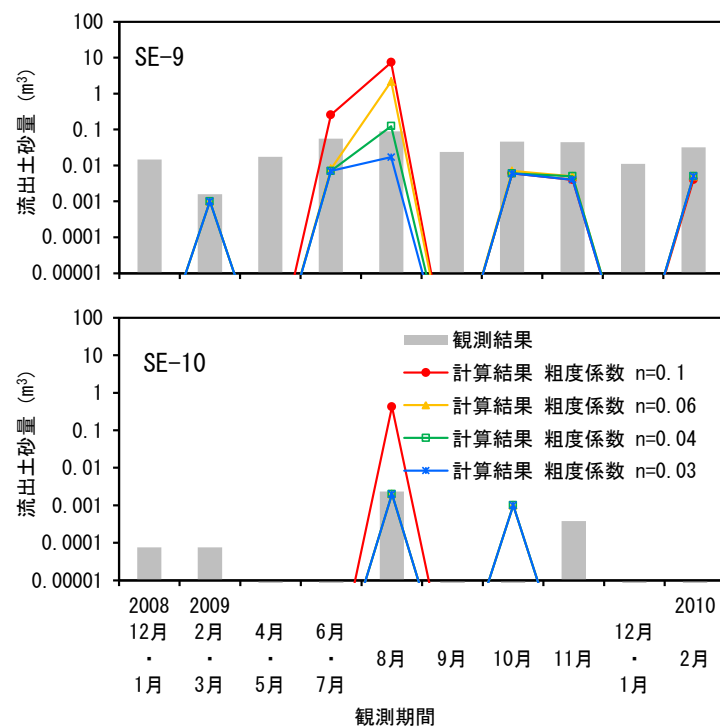 SE-9
流出土砂量 (m³)
100
10
1
0.1
0.01
0.001
0.0001
0.00001
SE-10
流出土砂量 (m³)
100
10
1
0.1
0.01
0.001
0.0001
0.00001
観測結果
計算結果 粗度係数 n=0.1
計算結果 粗度係数 n=0.06
計算結果 粗度係数 n=0.04
計算結果 粗度係数 n=0.03
2008 2009 2010
12月 2月 4月 6月 12月
・ ・ ・ ・ 8月 9月 10月 11月 ・ 2月
1月 3月 5月 7月 1月
観測期間